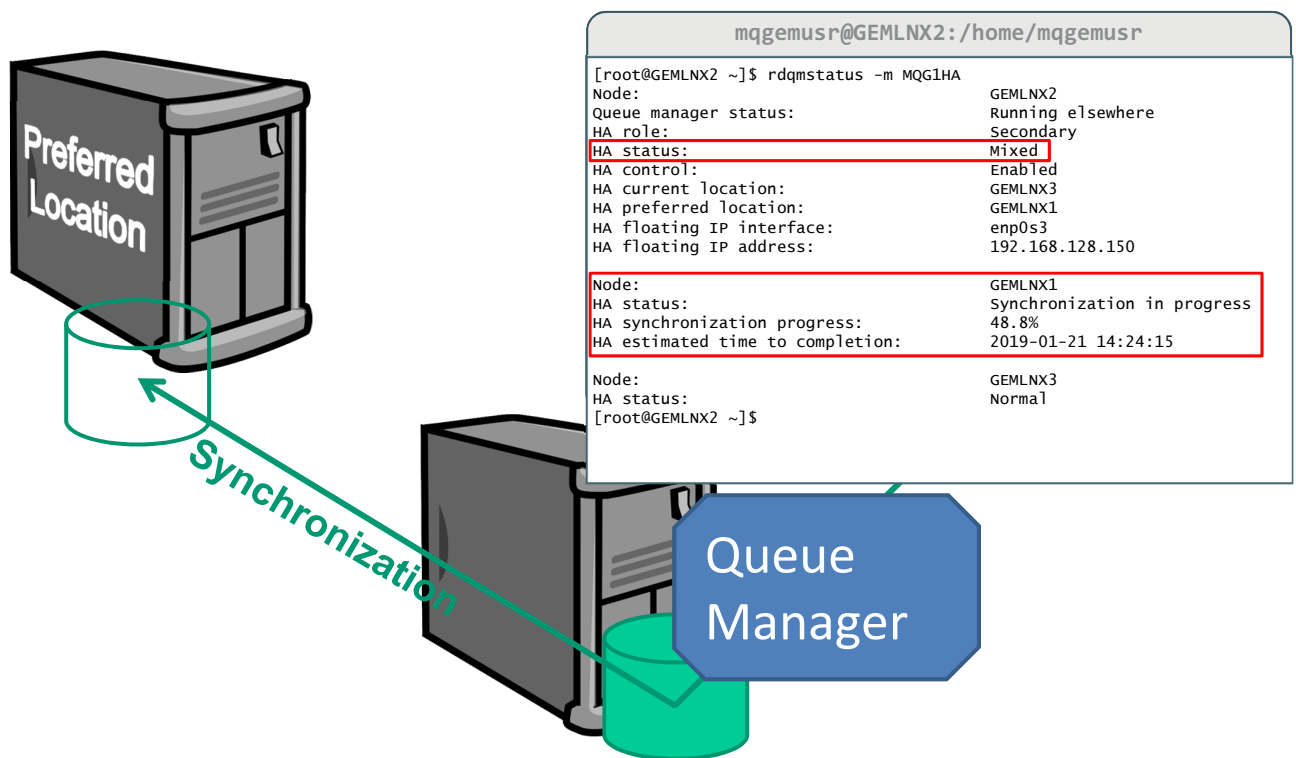 mqgemusr@GEMLNX2:/home/mqgemusr
[root@GEMLNX2 ~]$ rdqmstatus -m MQG1HA
Node: GEMLNX2
Queue manager status: Running elsewhere
HA role: Secondary
HA status: Mixed
HA control: Enabled
HA current location: GEMLNX3
HA preferred location: GEMLNX1
HA floating IP interface: enp0s3
HA floating IP address: 192.168.128.150
Node: GEMLNX1
HA status: Synchronization in progress
HA synchronization progress: 48.8%
HA estimated time to completion: 2019-01-21 14:24:15
Node: GEMLNX3
HA status: Normal
[root@GEMLNX2 ~]$
Preferred
Location
Synchronization
Queue
Manager